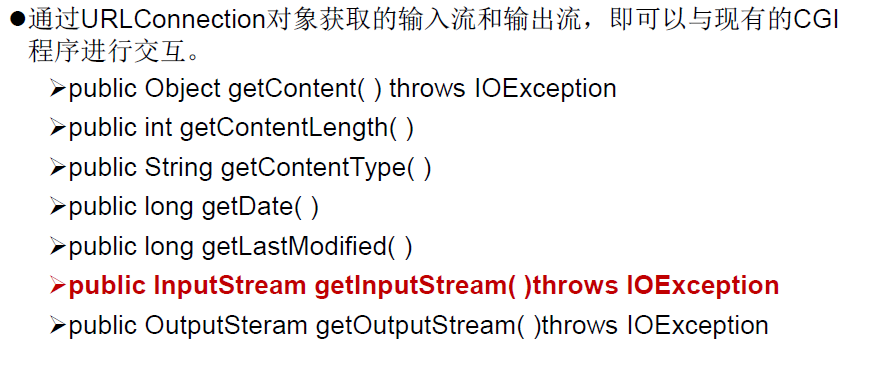 ●通过URLConnection对象获取的输入流和输出流，即可以与现有的CGI
程序进行交互。
➢public Object getContent( ) throws IOException
➢public int getContentLength( )
➢public String getContentType( )
➢public long getDate( )
➢public long getLastModified( )
➢public InputStream getInputStream( )throws IOException
➢public OutputSteram getOutputStream( )throws IOException